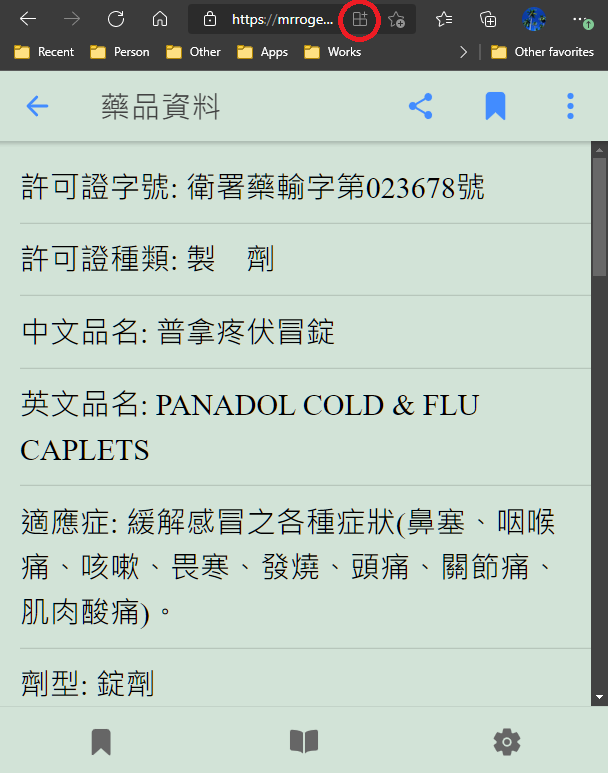 https://mrroge...
Recent
Person
Other
Apps
Works
Other favorites
藥品資料
許可證字號: 衛署藥輸字第023678號
許可證種類: 製　劑
中文品名: 普拿疼伏冒錠
英文品名: PANADOL COLD & FLU
CAPLETS
適應症: 緩解感冒之各種症狀(鼻塞、咽喉
痛、咳嗽、畏寒、發燒、頭痛、關節痛、
肌肉酸痛)。
劑型: 錠劑